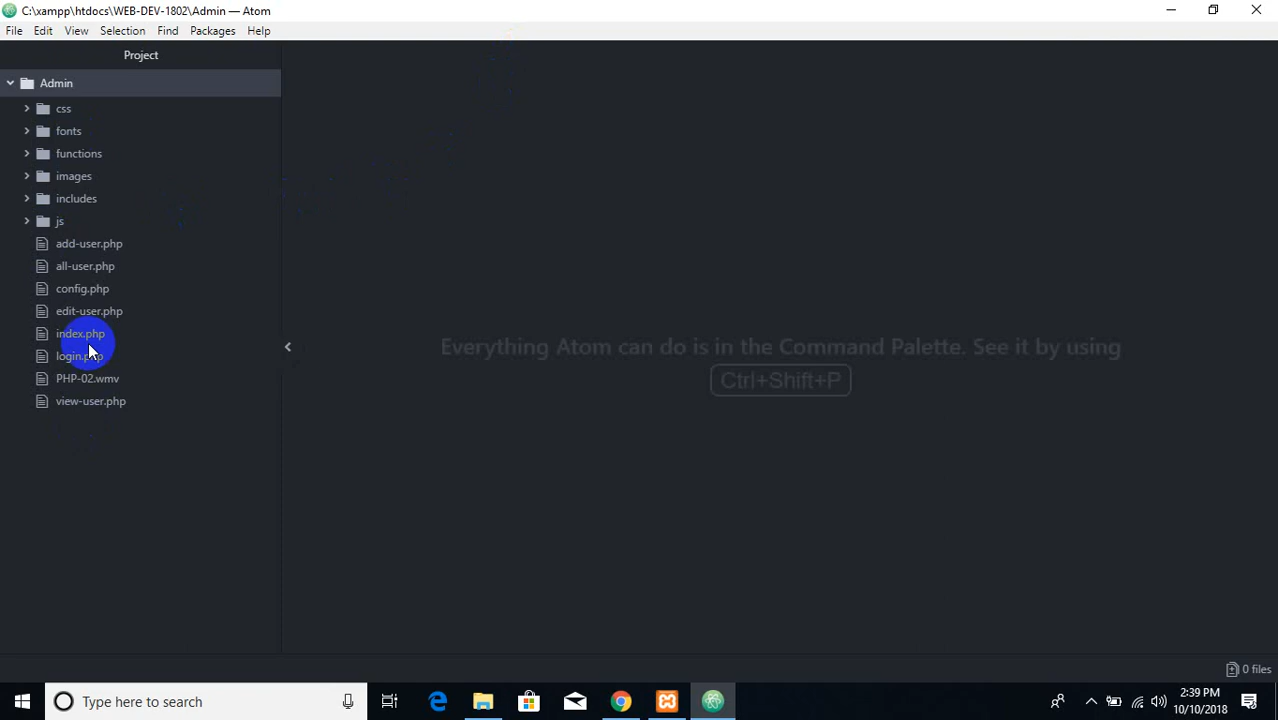 C:\xampp\htdocs\WEB-DEV-1802\Admin — Atom
File Edit View Selection Find Packages Help
Project
Admin
css
fonts
functions
images
includes
js
add-user.php
all-user.php
config.php
edit-user.php
index.php
login.php
PHP-02.wmv
view-user.php
Everything Atom can do is in the Command Palette. See it by using
Ctrl+Shift+P
0 files
Type here to search
2:39 PM
10/10/2018